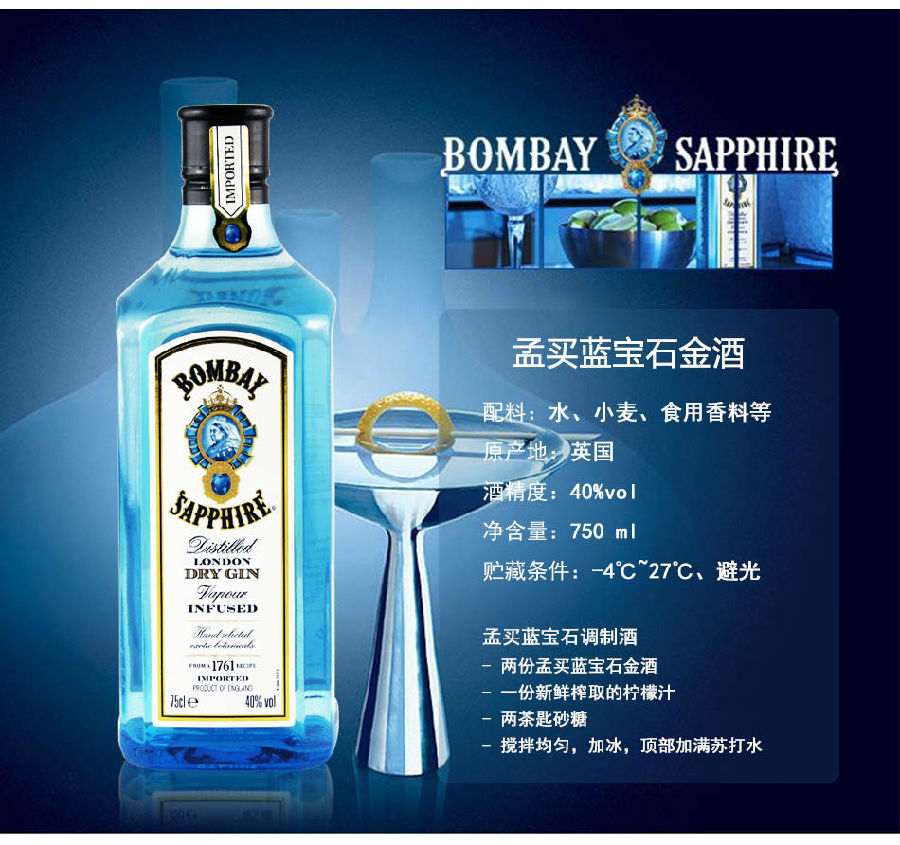 IMPORTED
BOMBAY SAPPHIRE
BOMBAY
SAPPHIRE
Distilled
LONDON
DRY GIN
Vapour
INFUSED
Hand selected
exotic botanicals
FROM A 1761 RECIPE
IMPORTED
PRODUCT OF ENGLAND
75cl e 40% vol
孟买蓝宝石金酒
配料：水、小麦、食用香料等
原产地：英国
酒精度：40%vol
净含量：750 ml
贮藏条件：-4℃~27℃、避光
孟买蓝宝石调制酒
- 两份孟买蓝宝石金酒
- 一份新鲜榨取的柠檬汁
- 两茶匙砂糖
- 搅拌均匀，加冰，顶部加满苏打水